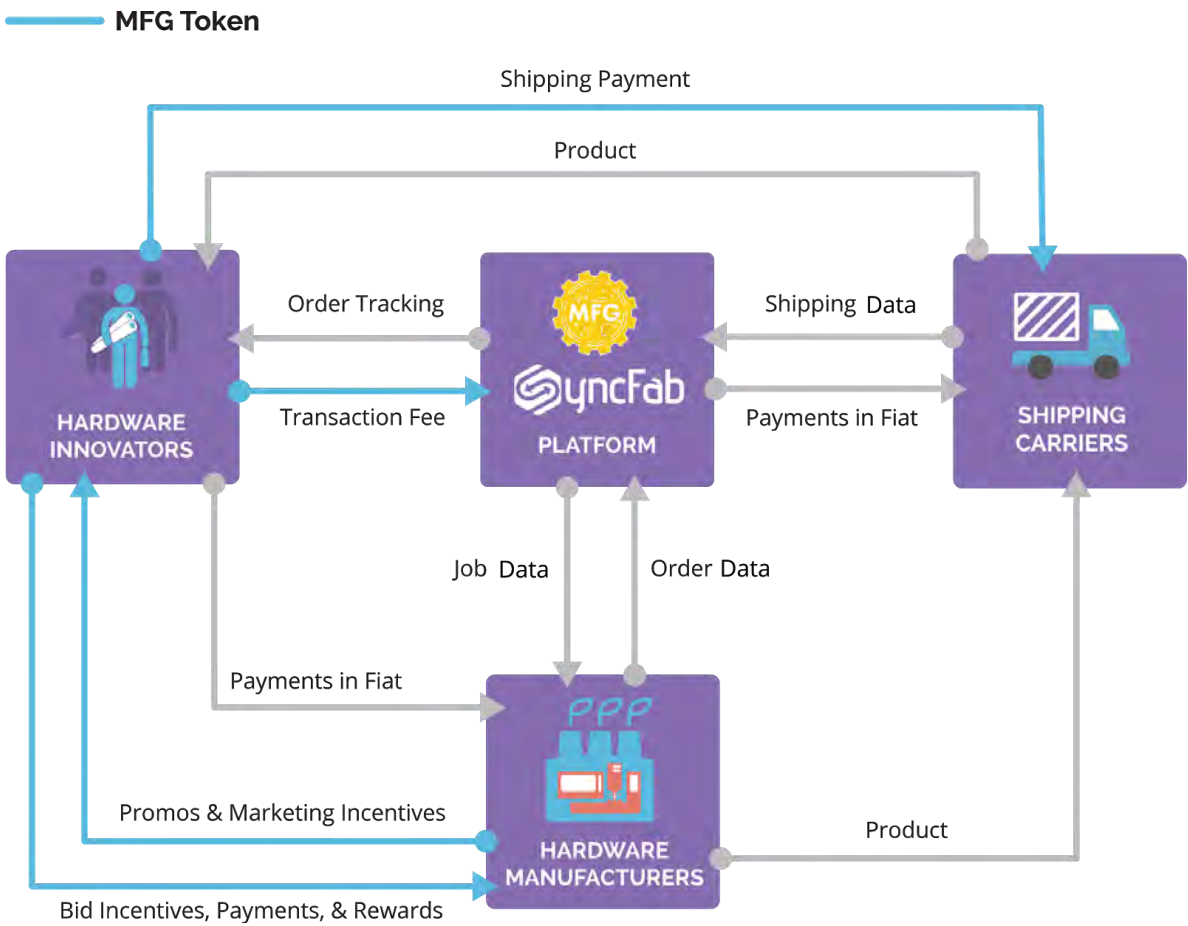 MFG Token
Shipping Payment
Product
Order Tracking
Transaction Fee
HARDWARE
INNOVATORS
MFG
SyncFab
PLATFORM
Shipping Data
Payments in Fiat
SHIPPING
CARRIERS
Job Data
Order Data
Payments in Fiat
Promos & Marketing Incentives
Bid Incentives, Payments, & Rewards
HARDWARE
MANUFACTURERS
Product